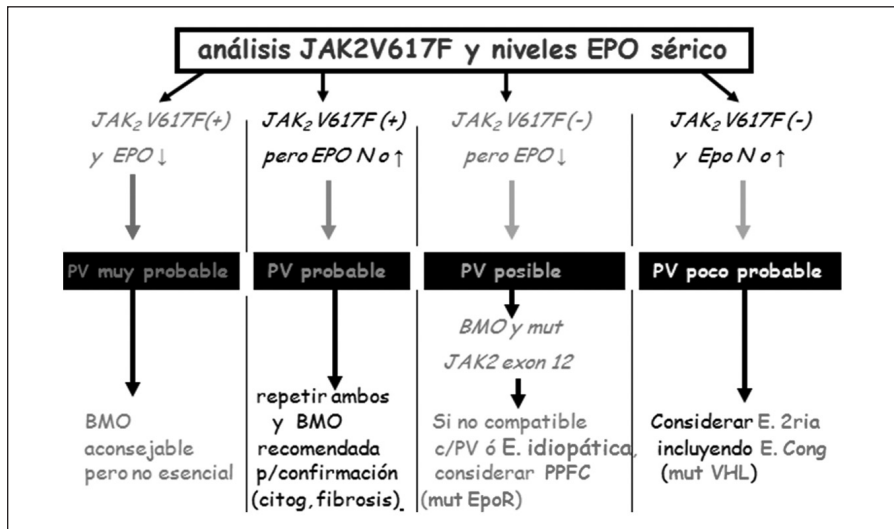 análisis JAK2V617F y niveles EPO sérico
JAK₂ V617F(+)
y EPO ↓
JAK₂ V617F (+)
pero EPO N o ↑
JAK₂ V617F(-)
pero EPO↓
JAK₂ V617F (-)
y Epo N o ↑
PV muy probable
PV probable
PV posible
PV poco probable
BMO
aconsejable
pero no esencial
repetir ambos
y BMO
recomendada
p/confirmación
(citog, fibrosis).
BMO y mut
JAK2 exon 12
Si no compatible
c/PV ó E. idiopática,
considerar PPFC
(mut EpoR)
Considerar E. 2ria
incluyendo E. Cong
(mut VHL)